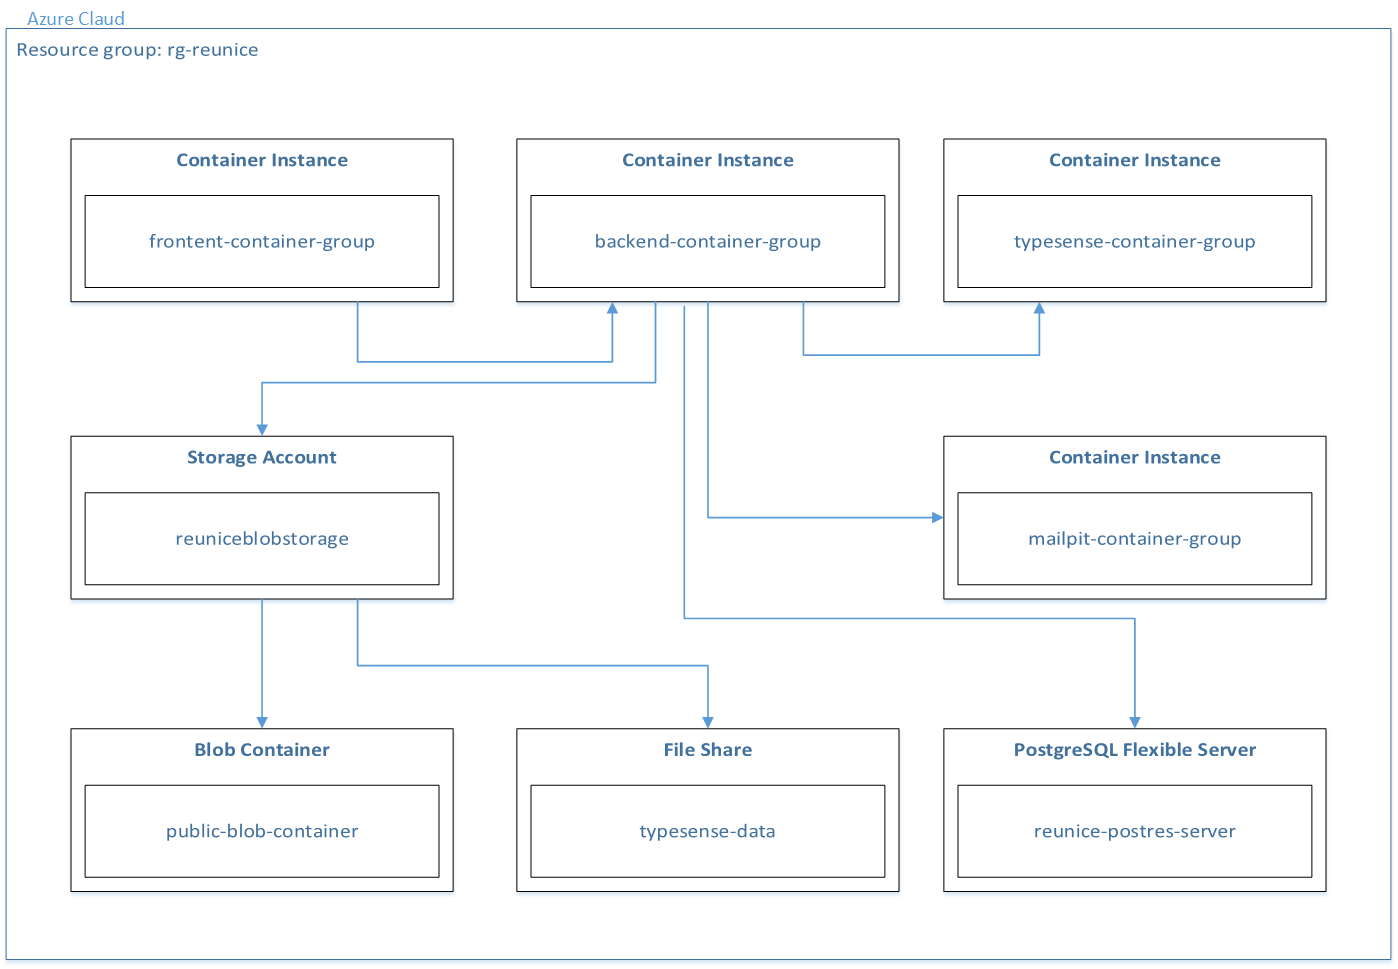 Azure Claud
Resource group: rg-reunice
Container Instance
frontent-container-group
Container Instance
backend-container-group
Container Instance
typesense-container-group
Storage Account
reuniceblobstorage
Container Instance
mailpit-container-group
Blob Container
public-blob-container
File Share
typesense-data
PostgreSQL Flexible Server
reunice-postres-server